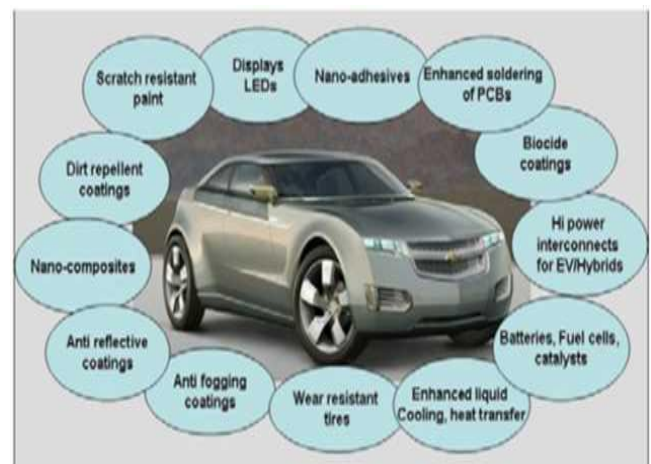 Scratch resistant
paint
Displays
LEDs
Nano-adhesives
Enhanced soldering
of PCBs
Biocide
coatings
Hi power
interconnects
for EV/Hybrids
Batteries, Fuel cells,
catalysts
Enhanced liquid
Cooling, heat transfer
Wear resistant
tires
Anti fogging
coatings
Anti reflective
coatings
Nano-composites
Dirt repellent
coatings